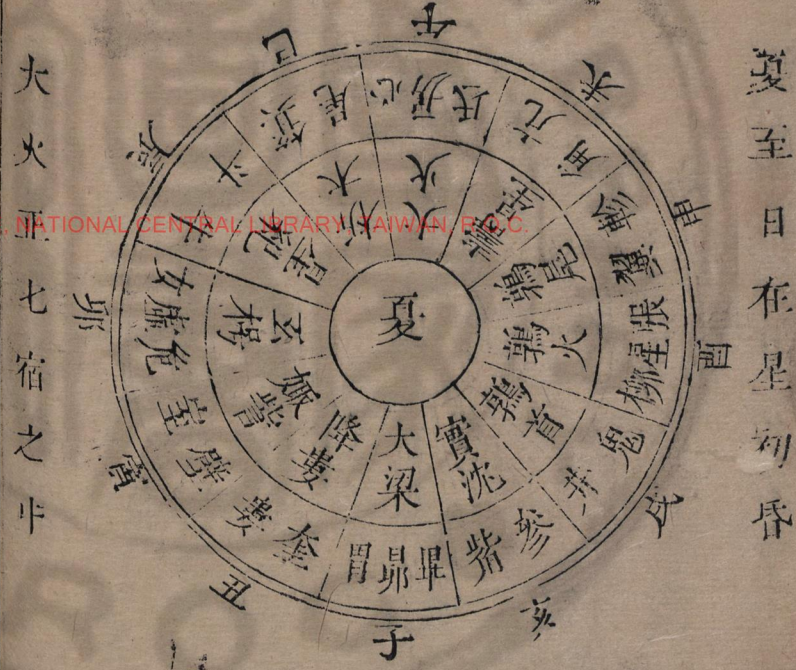 夏至日在星初昏
大火正七宿之中
夏
大火
析木
星紀
玄枵
娵訾
降婁
大梁
實沈
鶉首
鶉火
鶉尾
壽星
氐房心
尾箕
斗牛
女虛危
室壁
婁奎
胃昴畢
觜參
井鬼
柳星張
翼軫
角亢
午
巳
辰
卯
寅
丑
子
亥
戌
酉
申
未
NATIONAL CENTRAL LIBRARY, TAIWAN, R.O.C.